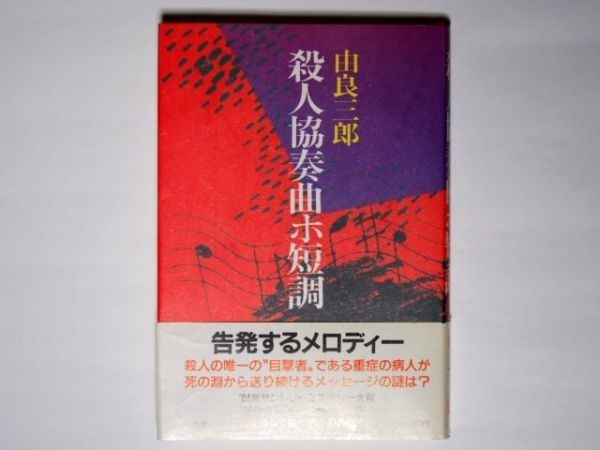 由良三郎
殺人協奏曲ホ短調
告発するメロディー
殺人の唯一の〝目撃者〟である重症の病人が
死の淵から送り続けるメッセージの謎は？